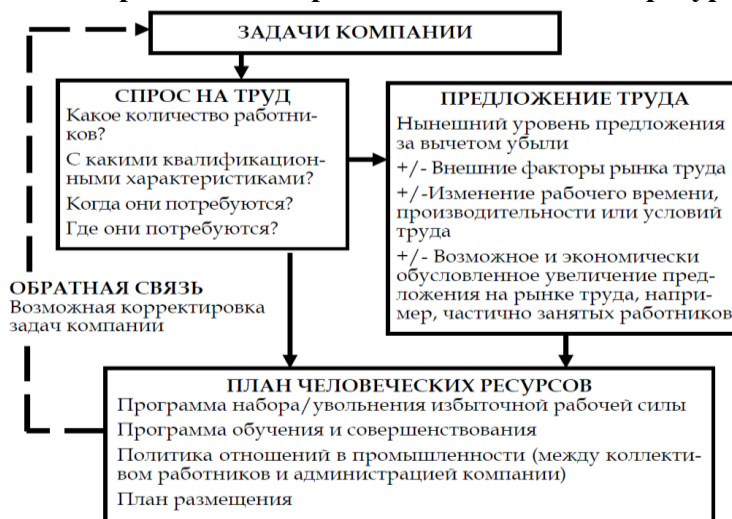 ЗАДАЧИ КОМПАНИИ
СПРОС НА ТРУД
Какое количество работни-
ков?
С какими квалификацион-
ными характеристиками?
Когда они потребуются?
Где они потребуются?
ПРЕДЛОЖЕНИЕ ТРУДА
Нынешний уровень предложения
за вычетом убыли
+/- Внешние факторы рынка труда
+/-Изменение рабочего времени,
производительности или условий
труда
+/- Возможное и экономически
обусловленное увеличение пред-
ложения на рынке труда, напри-
мер, частично занятых работников
ОБРАТНАЯ СВЯЗЬ
Возможная корректировка
задач компании
ПЛАН ЧЕЛОВЕЧЕСКИХ РЕСУРСОВ
Программа набора/увольнения избыточной рабочей силы
Программа обучения и совершенствования
Политика отношений в промышленности (между коллекти-
вом работников и администрацией компании)
План размещения